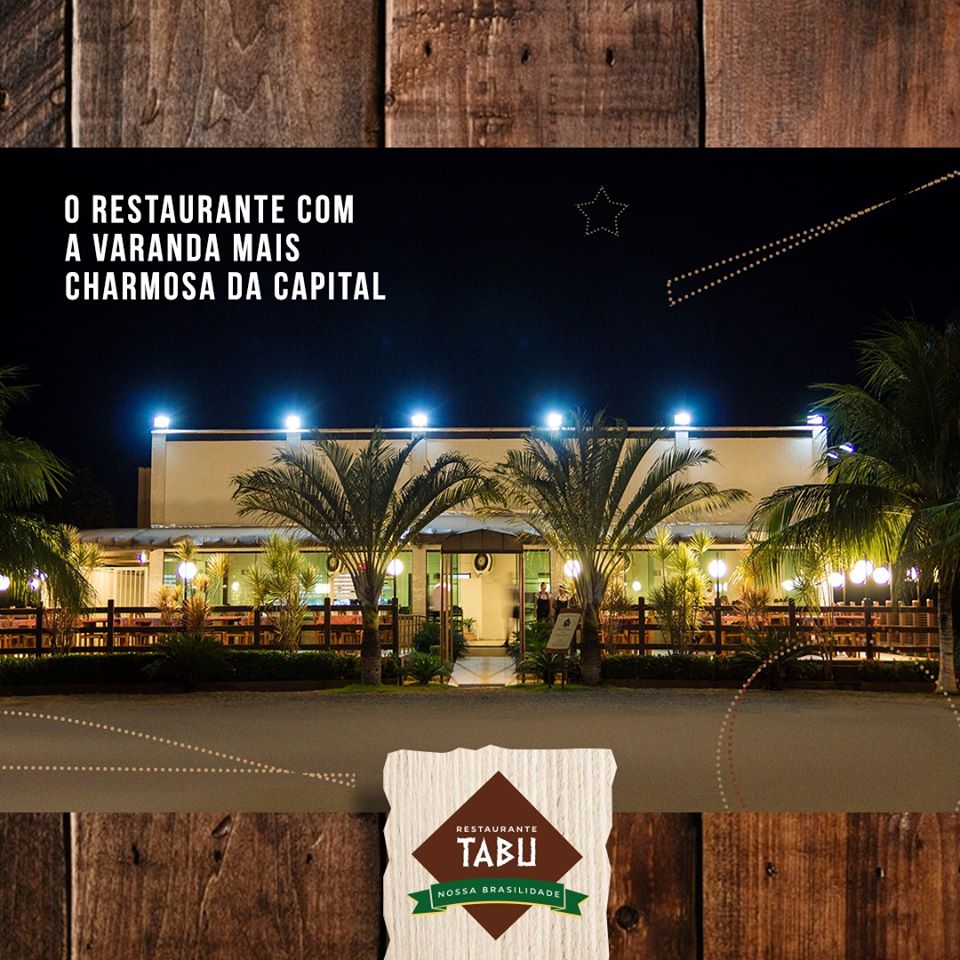 O RESTAURANTE COM
A VARANDA MAIS
CHARMOSA DA CAPITAL
RESTAURANTE
TABU
NOSSA BRASILIDADE